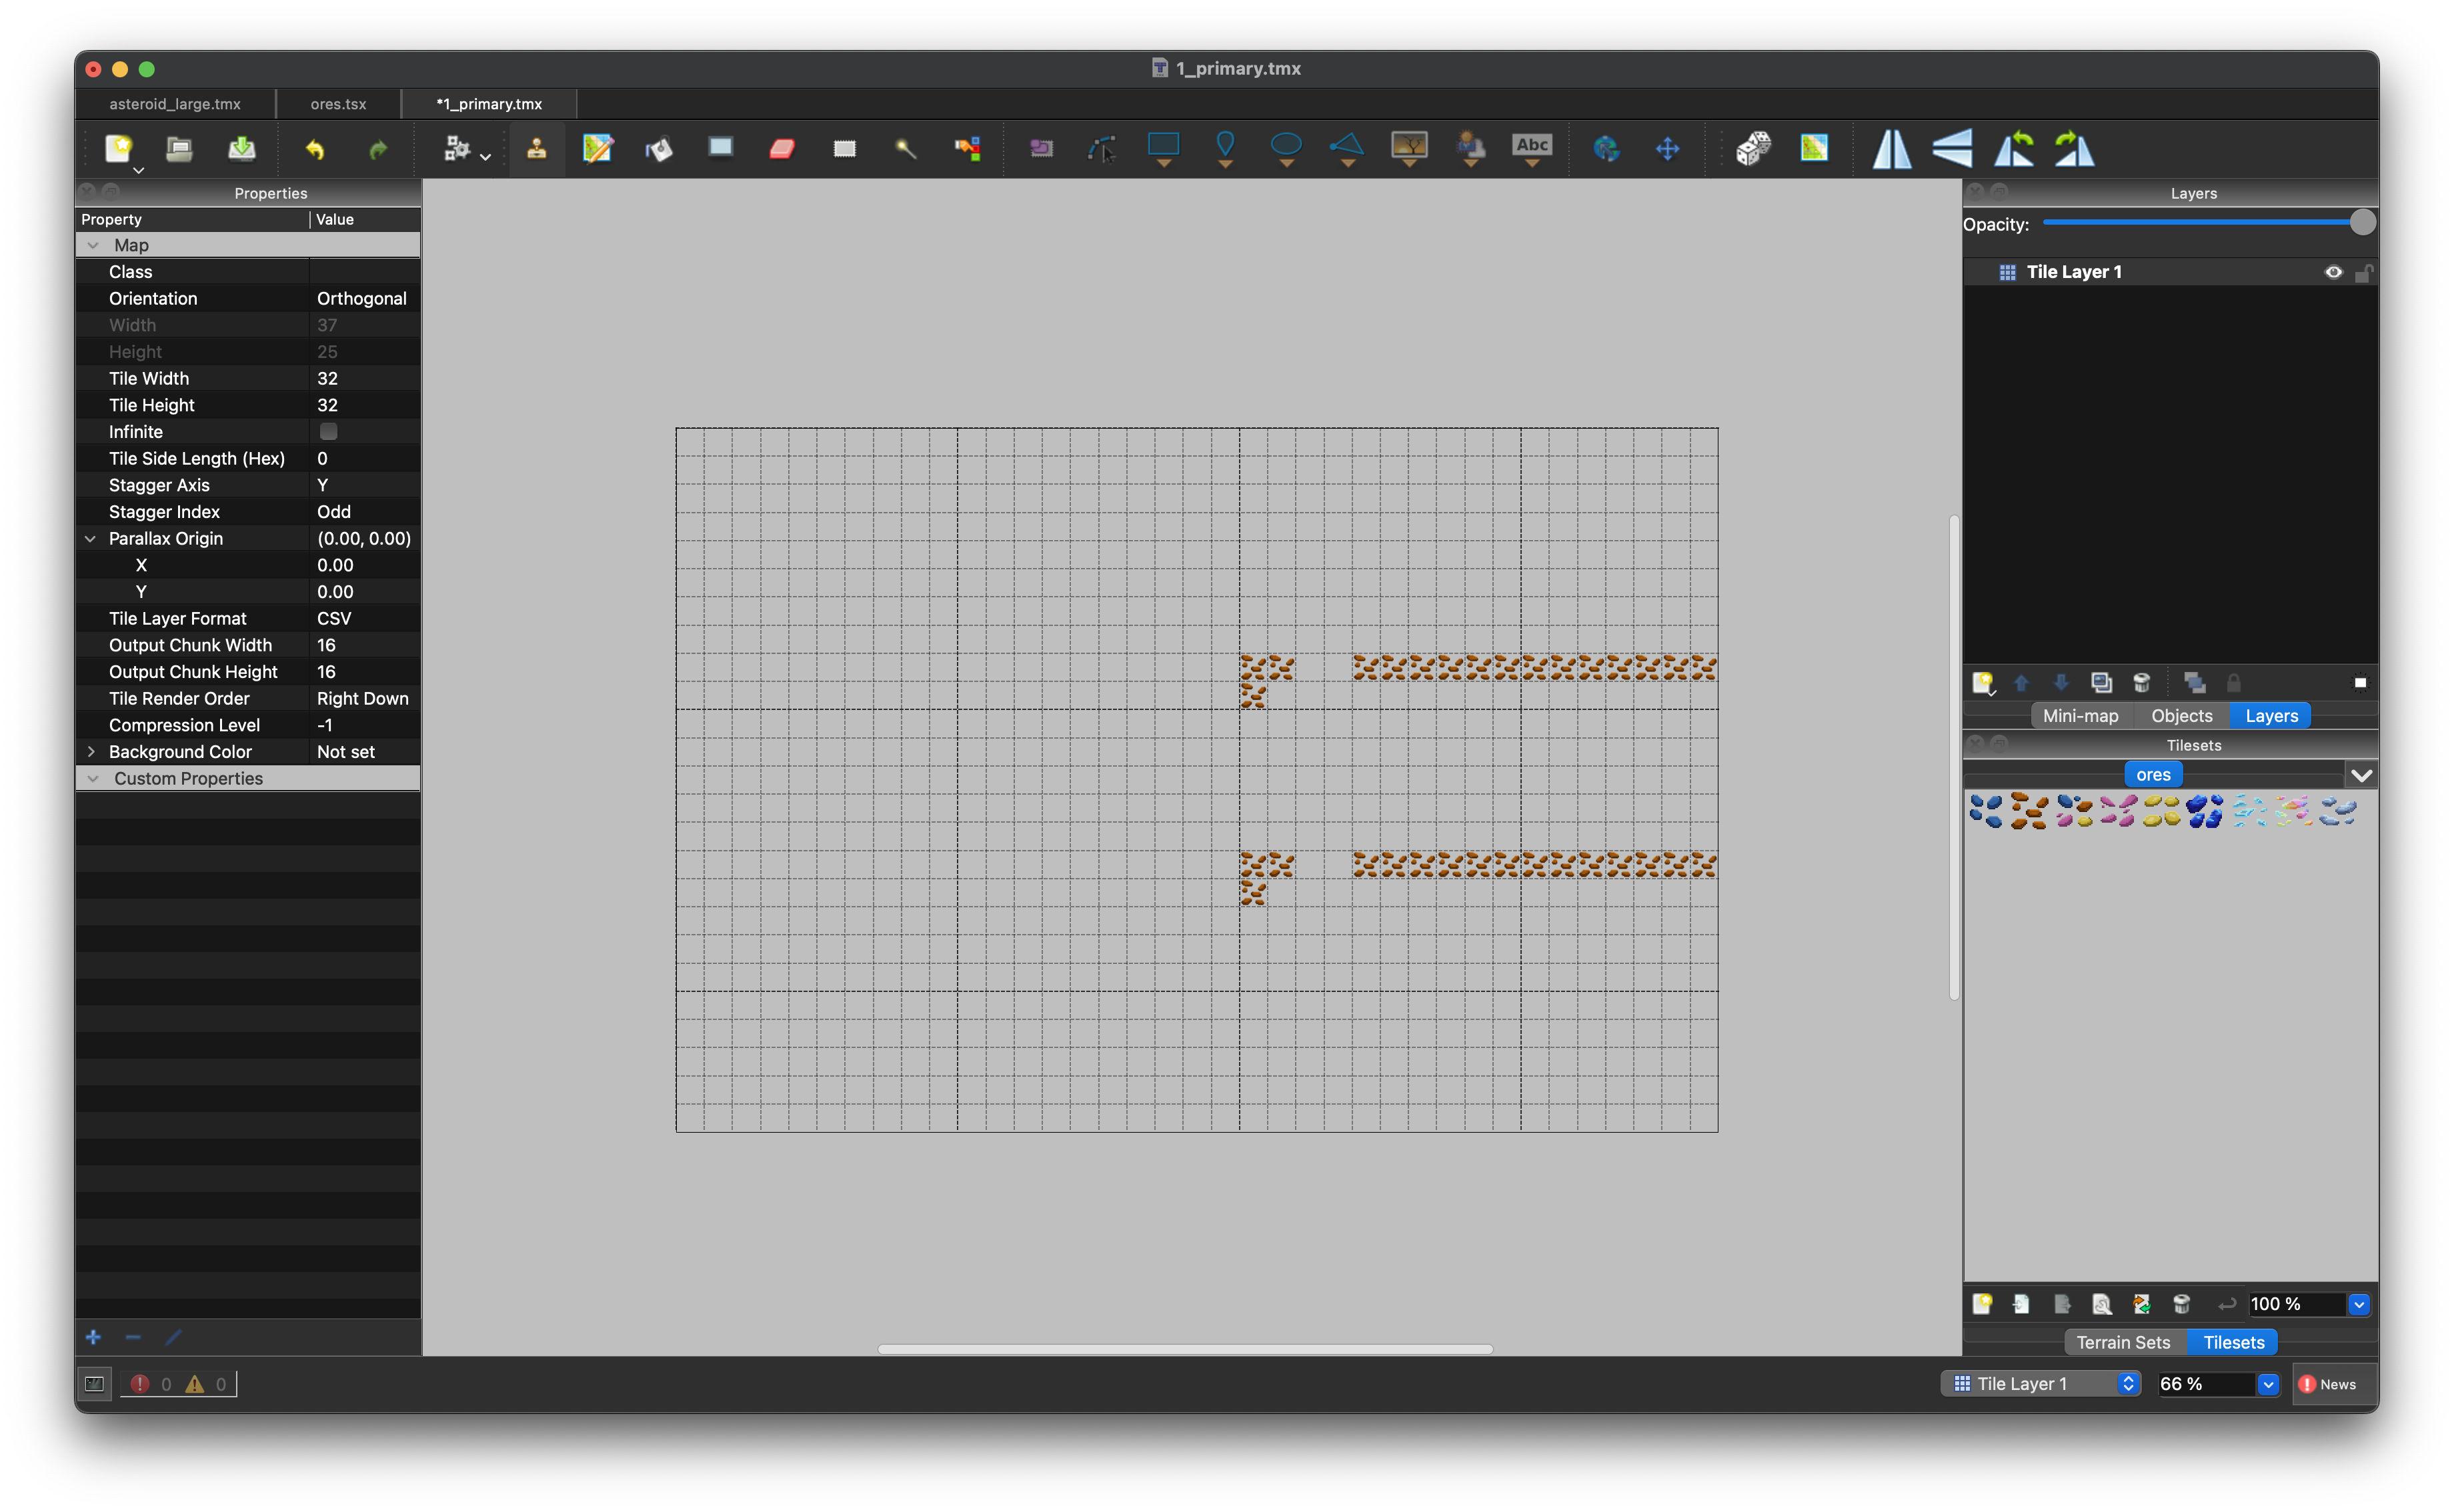 1_primary.tmx
asteroid_large.tmx
ores.tsx
*1_primary.tmx
Abc
Properties
Property Value
Map
Class
Orientation Orthogonal
Width 37
Height 25
Tile Width 32
Tile Height 32
Infinite
Tile Side Length (Hex) 0
Stagger Axis Y
Stagger Index Odd
Parallax Origin (0.00, 0.00)
X 0.00
Y 0.00
Tile Layer Format CSV
Output Chunk Width 16
Output Chunk Height 16
Tile Render Order Right Down
Compression Level -1
Background Color Not set
Custom Properties
Layers
Opacity:
Tile Layer 1
Mini-map Objects Layers
Tilesets
ores
100 %
Terrain Sets Tilesets
0 0
Tile Layer 1
66 %
News